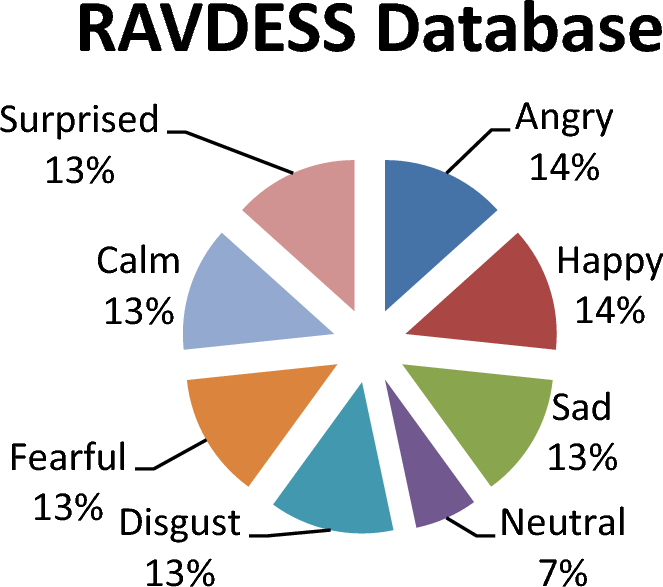 RAVDESS Database
Angry
14%
Happy
14%
Sad
13%
Neutral
7%
Disgust
13%
Fearful
13%
Calm
13%
Surprised
13%